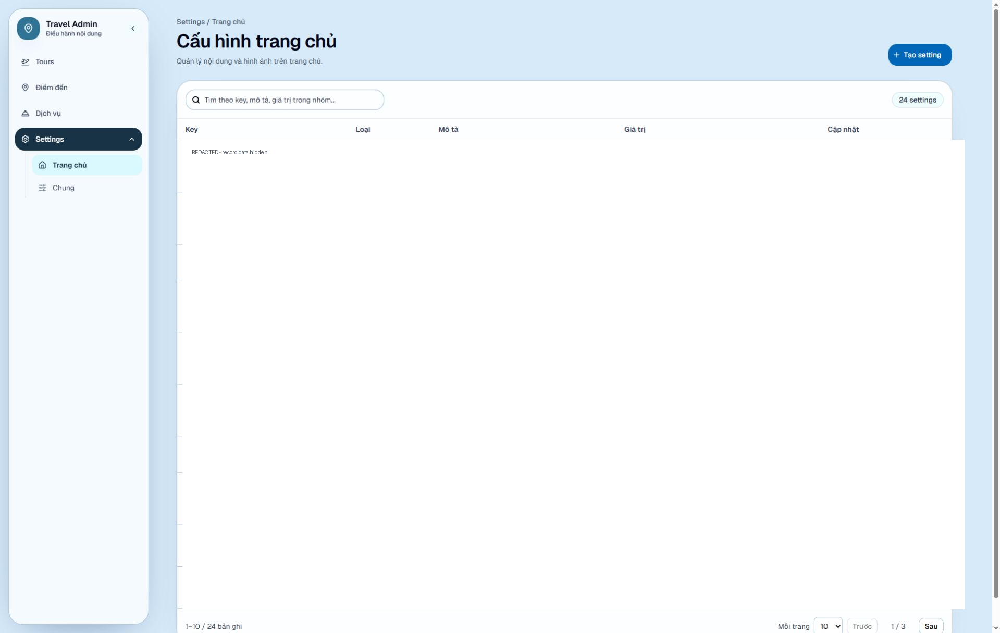 Travel Admin
Điều hành nội dung
Tours
Điểm đến
Dịch vụ
Settings
Trang chủ
Chung
Settings / Trang chủ
Cấu hình trang chủ
Quản lý nội dung và hình ảnh trên trang chủ.
Tạo setting
Tìm theo key, mô tả, giá trị trong nhóm...
24 settings
Key Loại Mô tả Giá trị Cập nhật
REDACTED - record data hidden
1–10 / 24 bản ghi
Mỗi trang 10 Trước 1 / 3 Sau